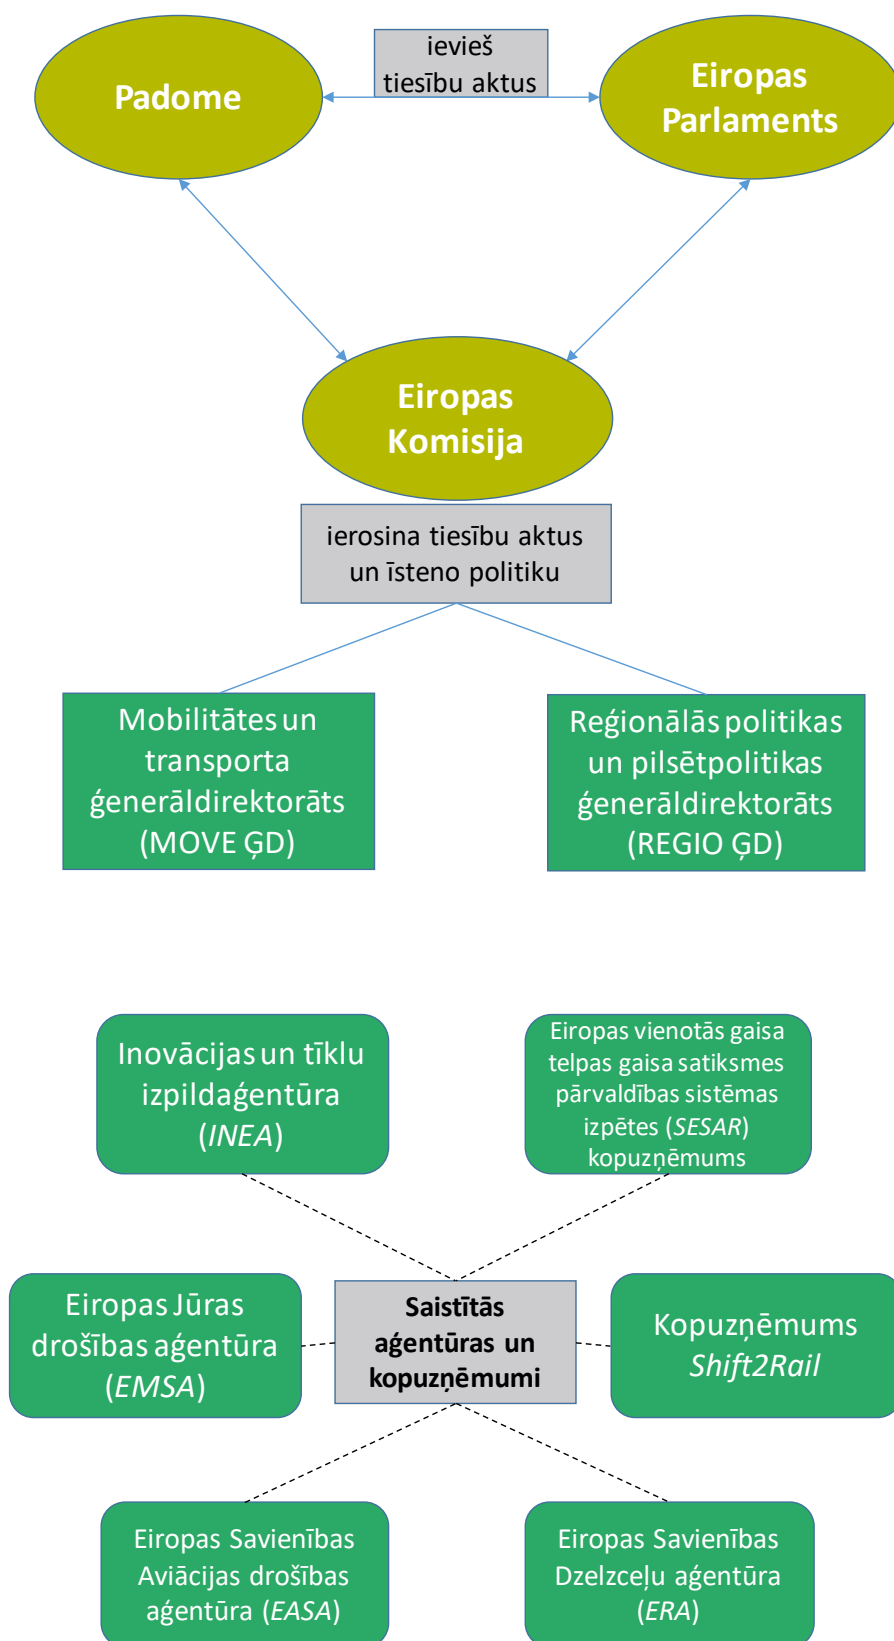 Padome
ievieš
tiesību aktus
Eiropas
Parlaments
Eiropas
Komisija
ierosina tiesību aktus
un īsteno politiku
Mobilitātes un
transporta
ģenerāldirektorāts
(MOVE ĢD)
Reģionālās politikas
un pilsētpolitikas
ģenerāldirektorāts
(REGIO ĢD)
Inovācijas un tīklu
izpildaģentūra
(INEA)
Eiropas vienotās gaisa
telpas gaisa satiksmes
pārvaldības sistēmas
izpētes (SESAR)
kopuzņēmums
Eiropas Jūras
drošības aģentūra
(EMSA)
Saistītās
aģentūras un
kopuzņēmumi
Kopuzņēmums
Shift2Rail
Eiropas Savienības
Aviācijas drošības
aģentūra (EASA)
Eiropas Savienības
Dzelzceļu aģentūra
(ERA)